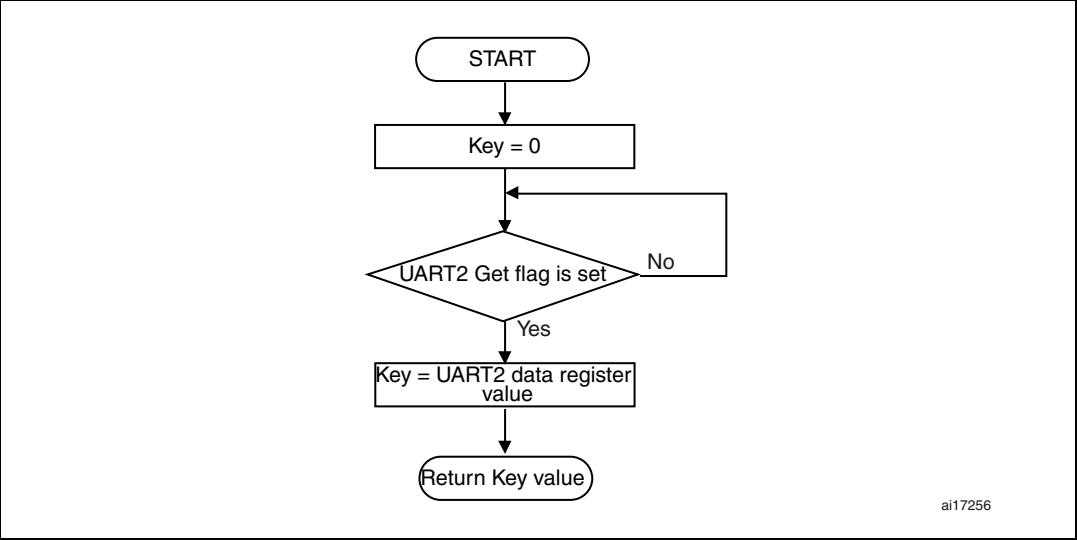 START
Key = 0
UART2 Get flag is set
No
Yes
Key = UART2 data register
value
Return Key value
ai17256